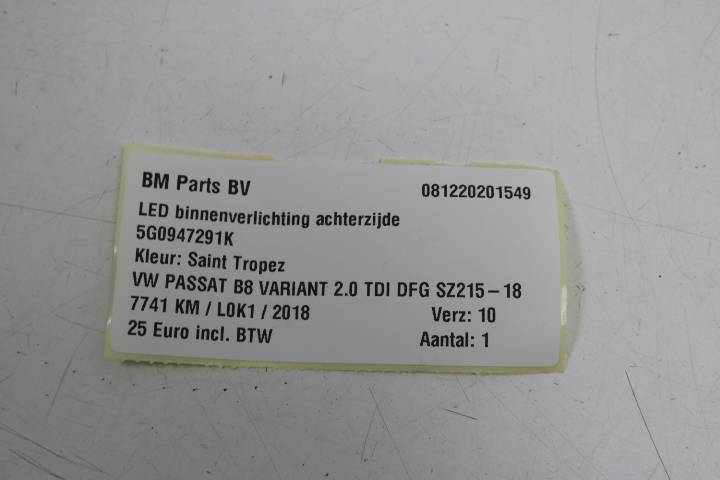 BM Parts BV 081220201549
LED binnenverlichting achterzijde
5G0947291K
Kleur: Saint Tropez
VW PASSAT B8 VARIANT 2.0 TDI DFG SZ215-18
7741 KM / L0K1 / 2018 Verz: 10
25 Euro incl. BTW Aantal: 1